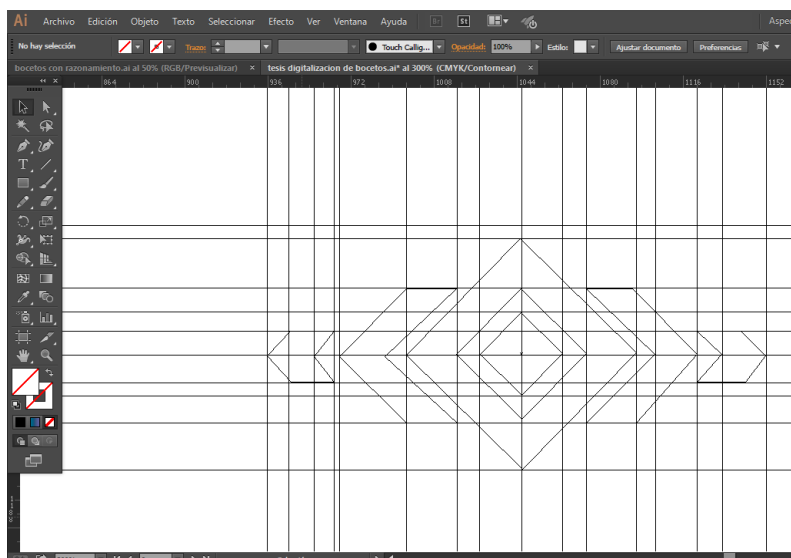 Ai Archivo Edición Objeto Texto Seleccionar Efecto Ver Ventana Ayuda Br St Aspe
No hay selección Trazo: Touch Callig... Opacidad: 100% Estilo: Ajustar documento Preferencias
bocetos con razonamiento.ai al 50% (RGB/Previsualizar) × tesis digitalizacion de bocetos.ai* al 300% (CMYK/Contornear) ×
864 900 936 972 1008 1044 1080 1116 1152